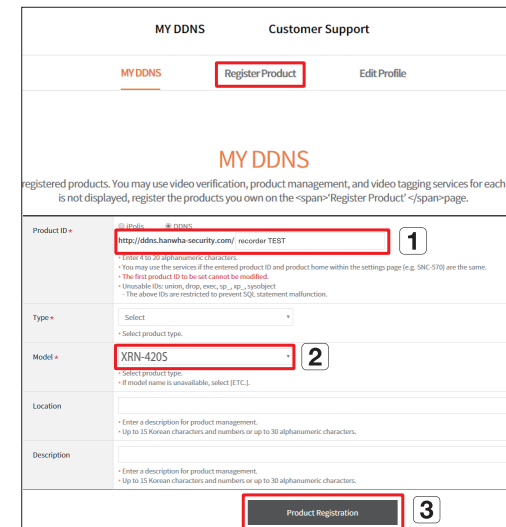 MY DDNS Customer Support
MY DDNS Register Product Edit Profile
MY DDNS
registered products. You may use video verification, product management, and video tagging services for each
is not displayed, register the products you own on the <span>'Register Product' </span>page.
Product ID * iPolis DDNS
http://ddns.hanwha-security.com/ recorder TEST 1
• Enter 4 to 20 alphanumeric characters.
• You may use the services if the entered product ID and product home within the settings page (e.g. SNC-570) are the same.
• The first product ID to be set cannot be modified.
• Unusable IDs: union, drop, exec, sp_, xp_, sysobject
- The above IDs are restricted to prevent SQL statement malfunction.
Type * Select
• Select product type.
Model * XRN-420S 2
• Select product type.
• If model name is unavailable, select [ETC.].
Location
• Enter a description for product management.
• Up to 15 Korean characters and numbers or up to 30 alphanumeric characters.
Description
• Enter a description for product management.
• Up to 15 Korean characters and numbers or up to 30 alphanumeric characters.
Product Registration 3